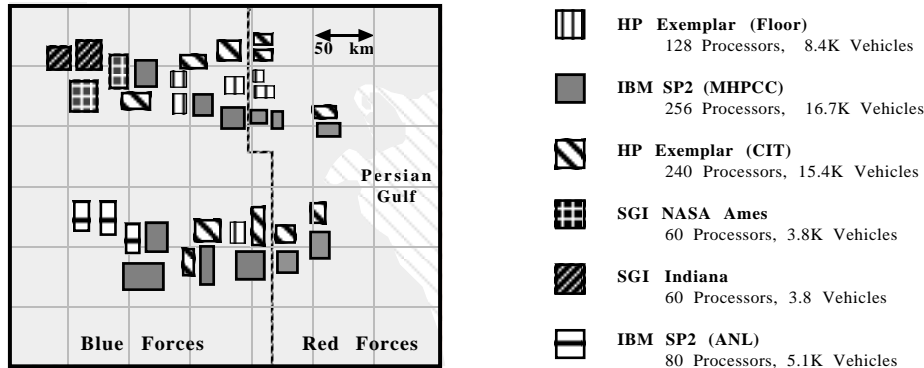 50 km
Persian
Gulf
Blue Forces
Red Forces
HP Exemplar (Floor)
128 Processors, 8.4K Vehicles
IBM SP2 (MHPCC)
256 Processors, 16.7K Vehicles
HP Exemplar (CIT)
240 Processors, 15.4K Vehicles
SGI NASA Ames
60 Processors, 3.8K Vehicles
SGI Indiana
60 Processors, 3.8 Vehicles
IBM SP2 (ANL)
80 Processors, 5.1K Vehicles